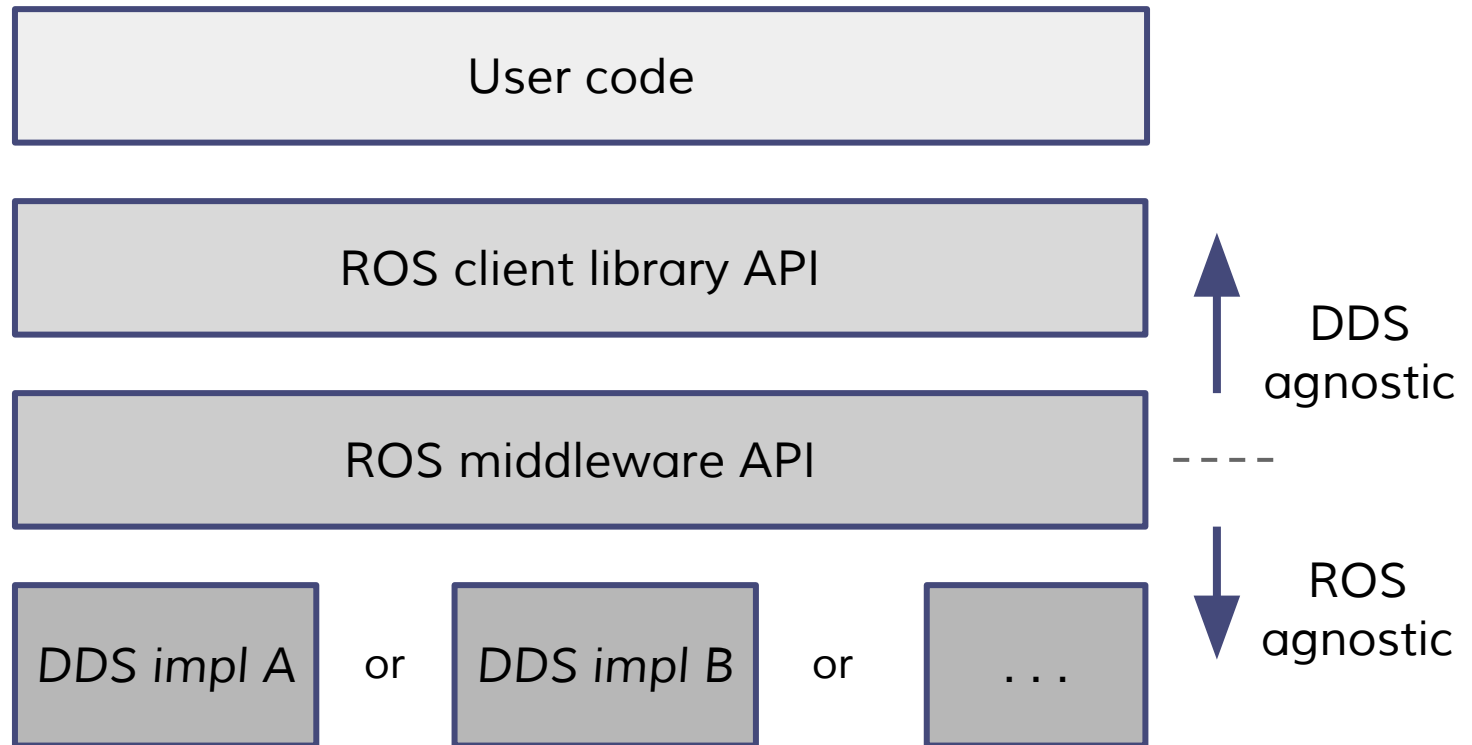 User code
ROS client library API
DDS
agnostic
ROS middleware API
ROS
agnostic
DDS impl A
or
DDS impl B
or
. . .